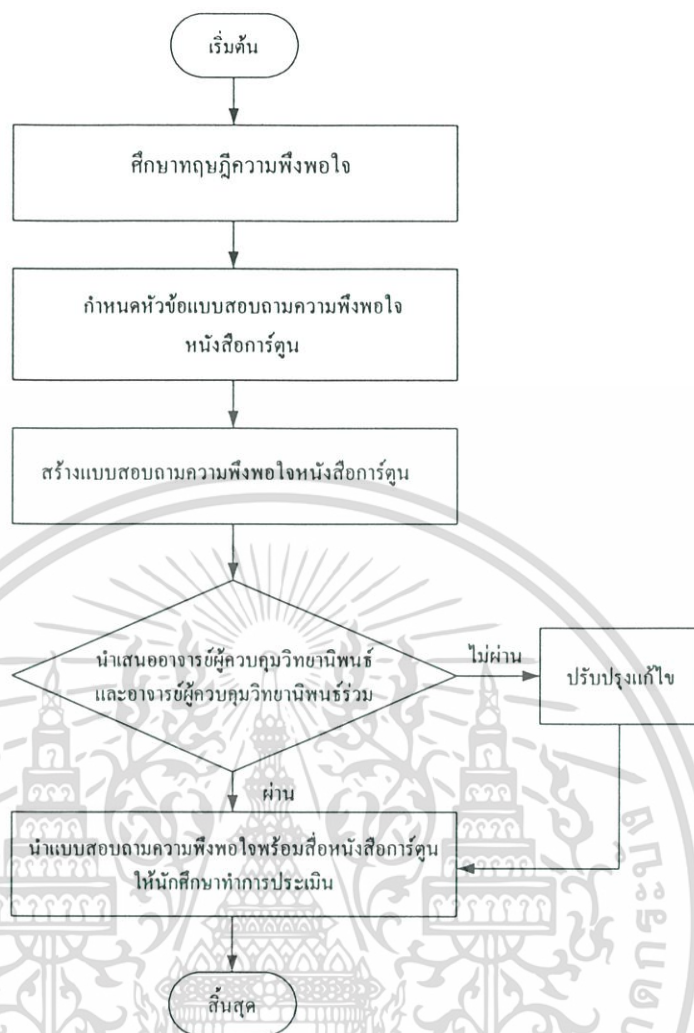 เริ่มต้น
ศึกษาทฤษฎีความพึงพอใจ
กำหนดหัวข้อแบบสอบถามความพึงพอใจ
หนังสือการ์ตูน
สร้างแบบสอบถามความพึงพอใจหนังสือการ์ตูน
นำเสนออาจารย์ผู้ควบคุมวิทยานิพนธ์
และอาจารย์ผู้ควบคุมวิทยานิพนธ์ร่วม
ไม่ผ่าน
ปรับปรุงแก้ไข
ผ่าน
นำแบบสอบถามความพึงพอใจพร้อมสื่อหนังสือการ์ตูน
ให้นักศึกษาทำการประเมิน
สิ้นสุด